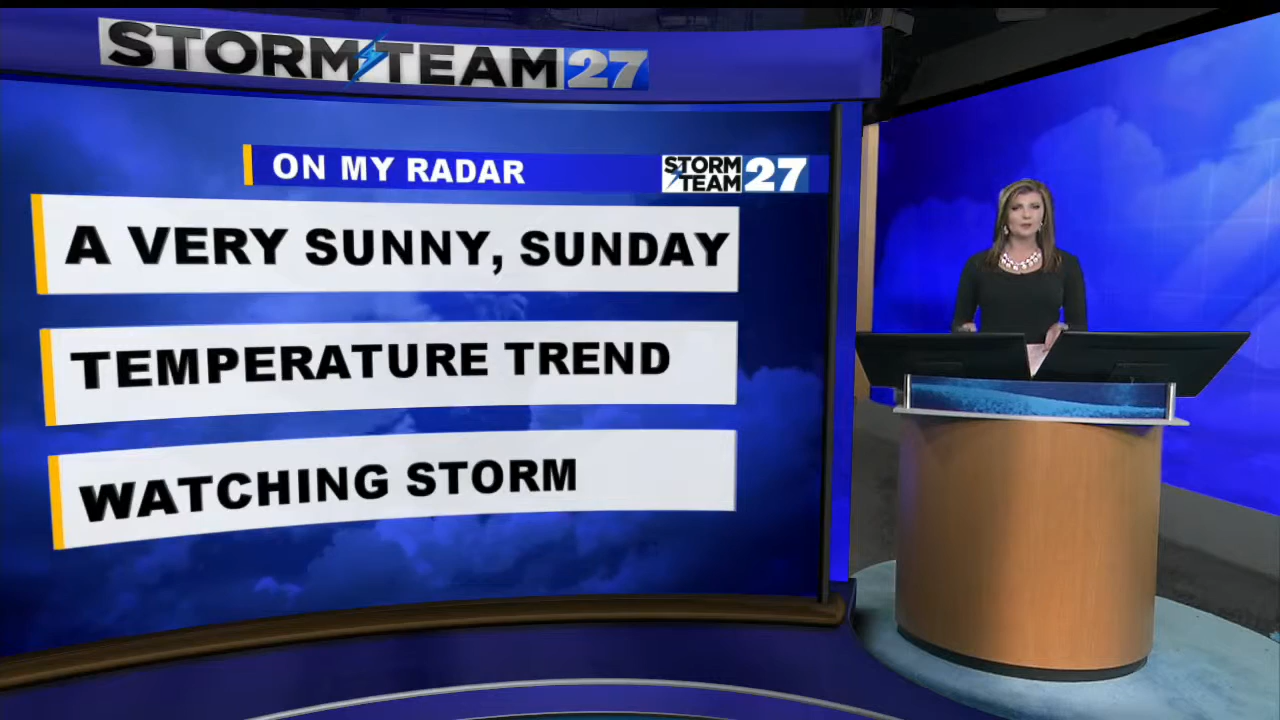 STORM TEAM 27
ON MY RADAR
STORM TEAM 27
A VERY SUNNY, SUNDAY
TEMPERATURE TREND
WATCHING STORM